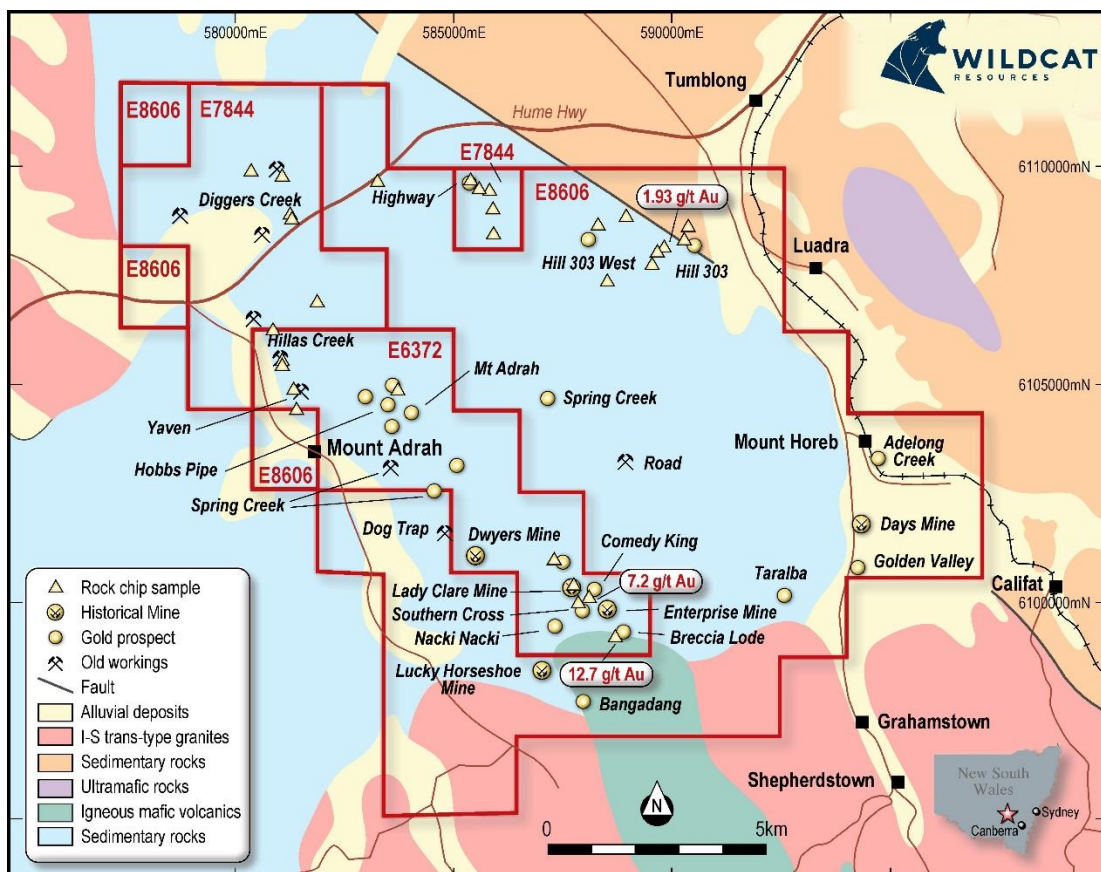 580000mE
585000mE
590000mE
WILDCAT
RESOURCES
Tumblong
Hume Hwy
E8606
E7844
E7844
6110000mN
Highway
E8606
1.93 g/t Au
Diggers Creek
Luadra
E8606
Hill 303 West
Hill 303
Hillas Creek
E6372
Mt Adrah
6105000mN
Spring Creek
Yaven
Mount Adrah
Mount Horeb
Adelong
Creek
Hobbs Pipe
Road
E8606
Spring Creek
Dog Trap
Dwyers Mine
Days Mine
Comedy King
Golden Valley
Taralba
Califat
Lady Clare Mine
7.2 g/t Au
6100000mN
Southern Cross
Enterprise Mine
Nacki Nacki
Breccia Lode
Lucky Horseshoe
Mine
12.7 g/t Au
Bangadang
Grahamstown
Shepherdstown
Rock chip sample
Historical Mine
Gold prospect
Old workings
Fault
Alluvial deposits
I-S trans-type granites
Sedimentary rocks
Ultramafic rocks
Igneous mafic volcanics
Sedimentary rocks
N
0
5km
New South
Wales
Sydney
Canberra